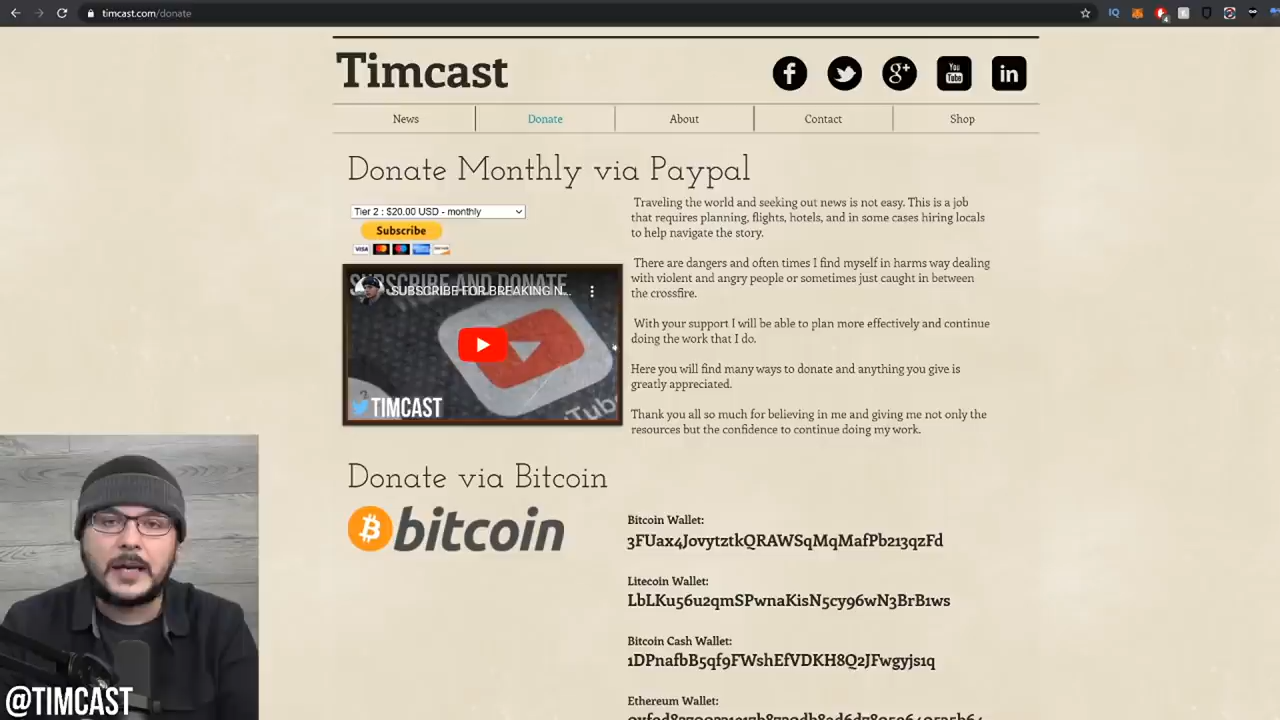 timcast.com/donate
Timcast
News
Donate
About
Contact
Shop
Donate Monthly via Paypal
Tier 2 : $20.00 USD - monthly
Subscribe
VISA
Traveling the world and seeking out news is not easy. This is a job
that requires planning, flights, hotels, and in some cases hiring locals
to help navigate the story.
There are dangers and often times I find myself in harms way dealing
with violent and angry people or sometimes just caught in between
the crossfire.
With your support I will be able to plan more effectively and continue
doing the work that I do.
Here you will find many ways to donate and anything you give is
greatly appreciated.
Thank you all so much for believing in me and giving me not only the
resources but the confidence to continue doing my work.
SUBSCRIBE AND DONATE
SUBSCRIBE FOR BREAKING N...
TIMCAST
Donate via Bitcoin
bitcoin
Bitcoin Wallet:
3FUax4JovytztkQRAWSqMqMafPb213qzFd
Litecoin Wallet:
LbLKu56u2qmSPwnaKisN5cy96wN3BrB1ws
Bitcoin Cash Wallet:
1DPnafbB5qf9FWshEfVDKH8Q2JFwgyjs1q
Ethereum Wallet:
@TIMCAST